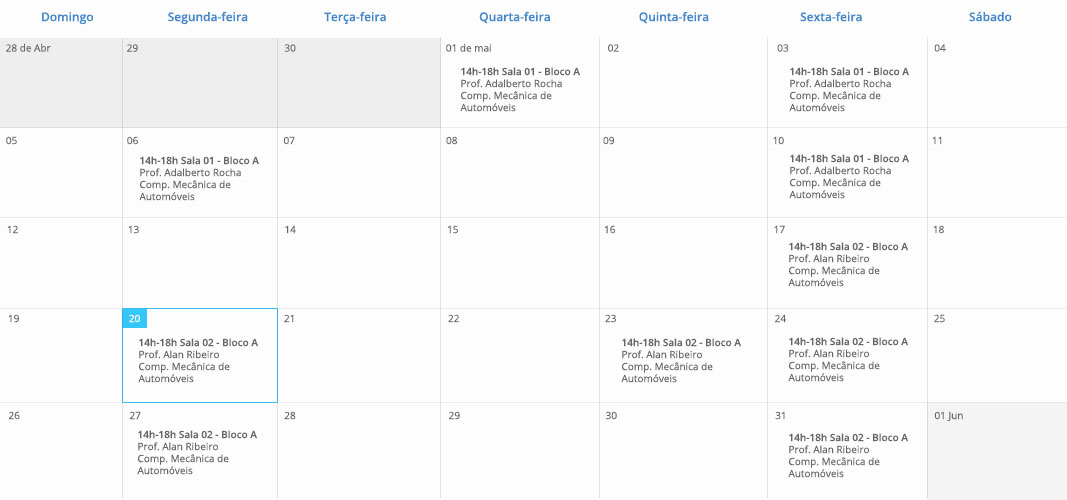 Domingo Segunda-feira Terça-feira Quarta-feira Quinta-feira Sexta-feira Sábado
28 de Abr
29
30
01 de mai
14h-18h Sala 01 - Bloco A
Prof. Adalberto Rocha
Comp. Mecânica de
Automóveis
02
03
14h-18h Sala 01 - Bloco A
Prof. Adalberto Rocha
Comp. Mecânica de
Automóveis
04
05
06
14h-18h Sala 01 - Bloco A
Prof. Adalberto Rocha
Comp. Mecânica de
Automóveis
07
08
09
10
14h-18h Sala 01 - Bloco A
Prof. Adalberto Rocha
Comp. Mecânica de
Automóveis
11
12
13
14
15
16
17
14h-18h Sala 02 - Bloco A
Prof. Alan Ribeiro
Comp. Mecânica de
Automóveis
18
19
20
14h-18h Sala 02 - Bloco A
Prof. Alan Ribeiro
Comp. Mecânica de
Automóveis
21
22
23
14h-18h Sala 02 - Bloco A
Prof. Alan Ribeiro
Comp. Mecânica de
Automóveis
24
14h-18h Sala 02 - Bloco A
Prof. Alan Ribeiro
Comp. Mecânica de
Automóveis
25
26
27
14h-18h Sala 02 - Bloco A
Prof. Alan Ribeiro
Comp. Mecânica de
Automóveis
28
29
30
31
14h-18h Sala 02 - Bloco A
Prof. Alan Ribeiro
Comp. Mecânica de
Automóveis
01 Jun